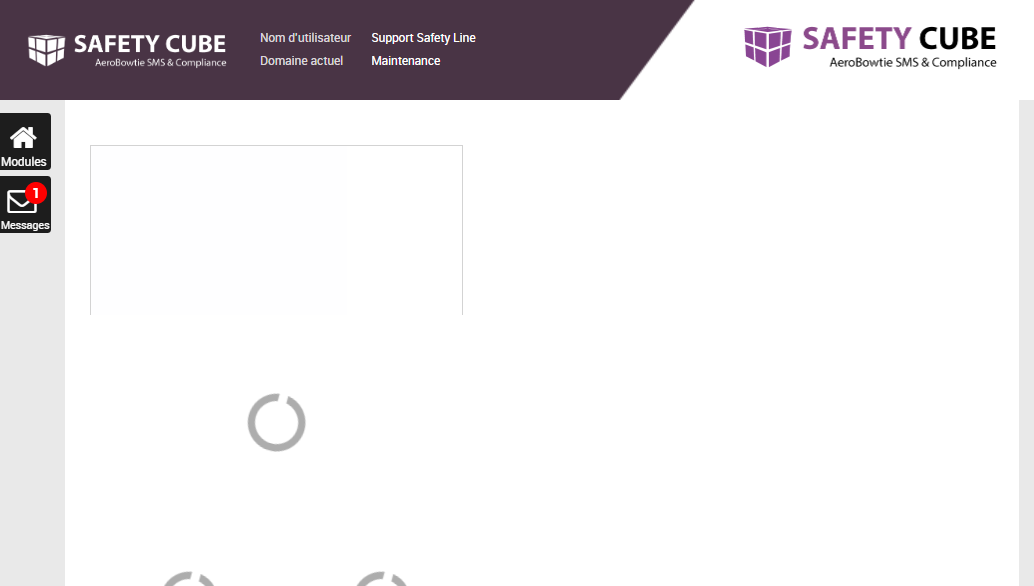 SAFETY CUBE
AeroBowtie SMS & Compliance
Nom d'utilisateur Support Safety Line
Domaine actuel Maintenance
SAFETY CUBE
AeroBowtie SMS & Compliance
Modules
1
Messages